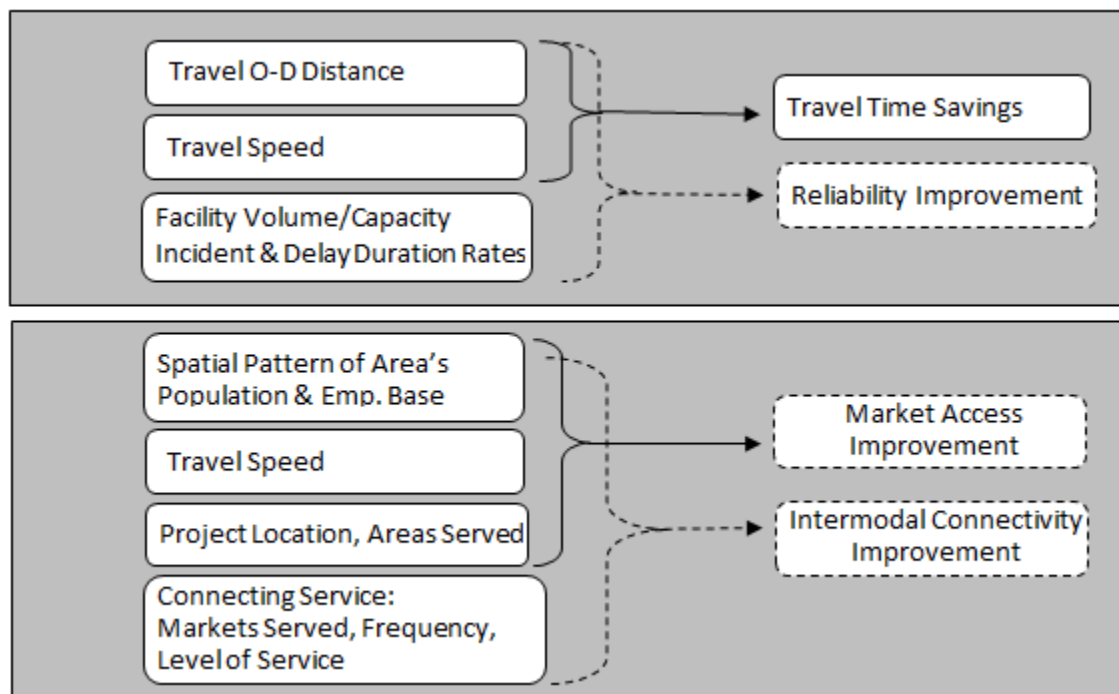 Travel O-D Distance
Travel Speed
Facility Volume/Capacity
Incident & Delay Duration Rates
Travel Time Savings
Reliability Improvement
Spatial Pattern of Area's
Population & Emp. Base
Travel Speed
Project Location, Areas Served
Connecting Service:
Markets Served, Frequency,
Level of Service
Market Access
Improvement
Intermodal Connectivity
Improvement